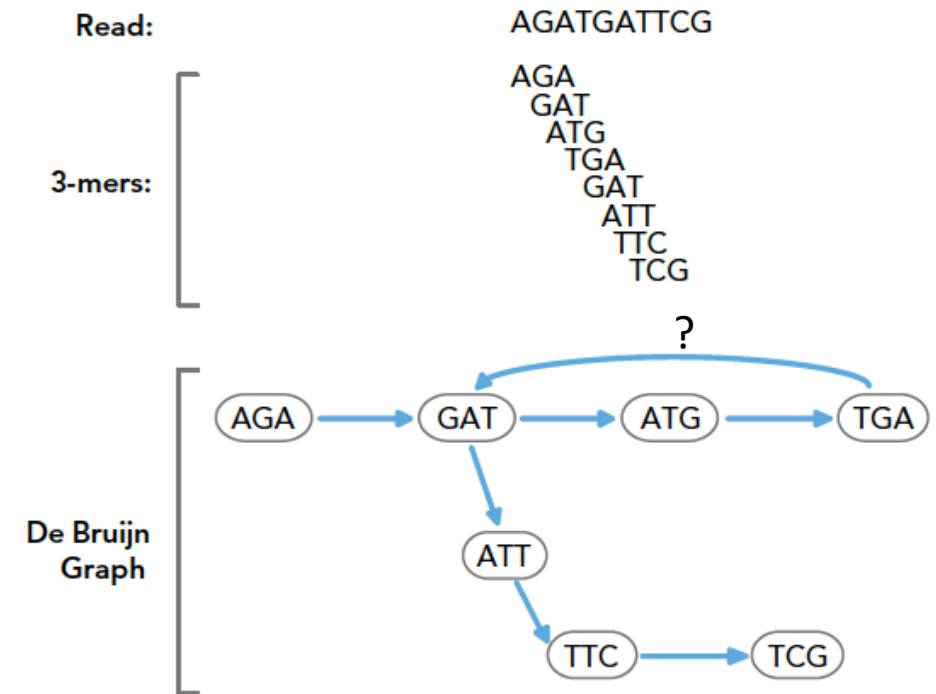 Read: AGATGATTCG
AGA
GAT
ATG
TGA
3-mers: GAT
ATT
TTC
TCG
?
AGA GAT ATG TGA
De Bruijn
Graph
ATT
TTC TCG